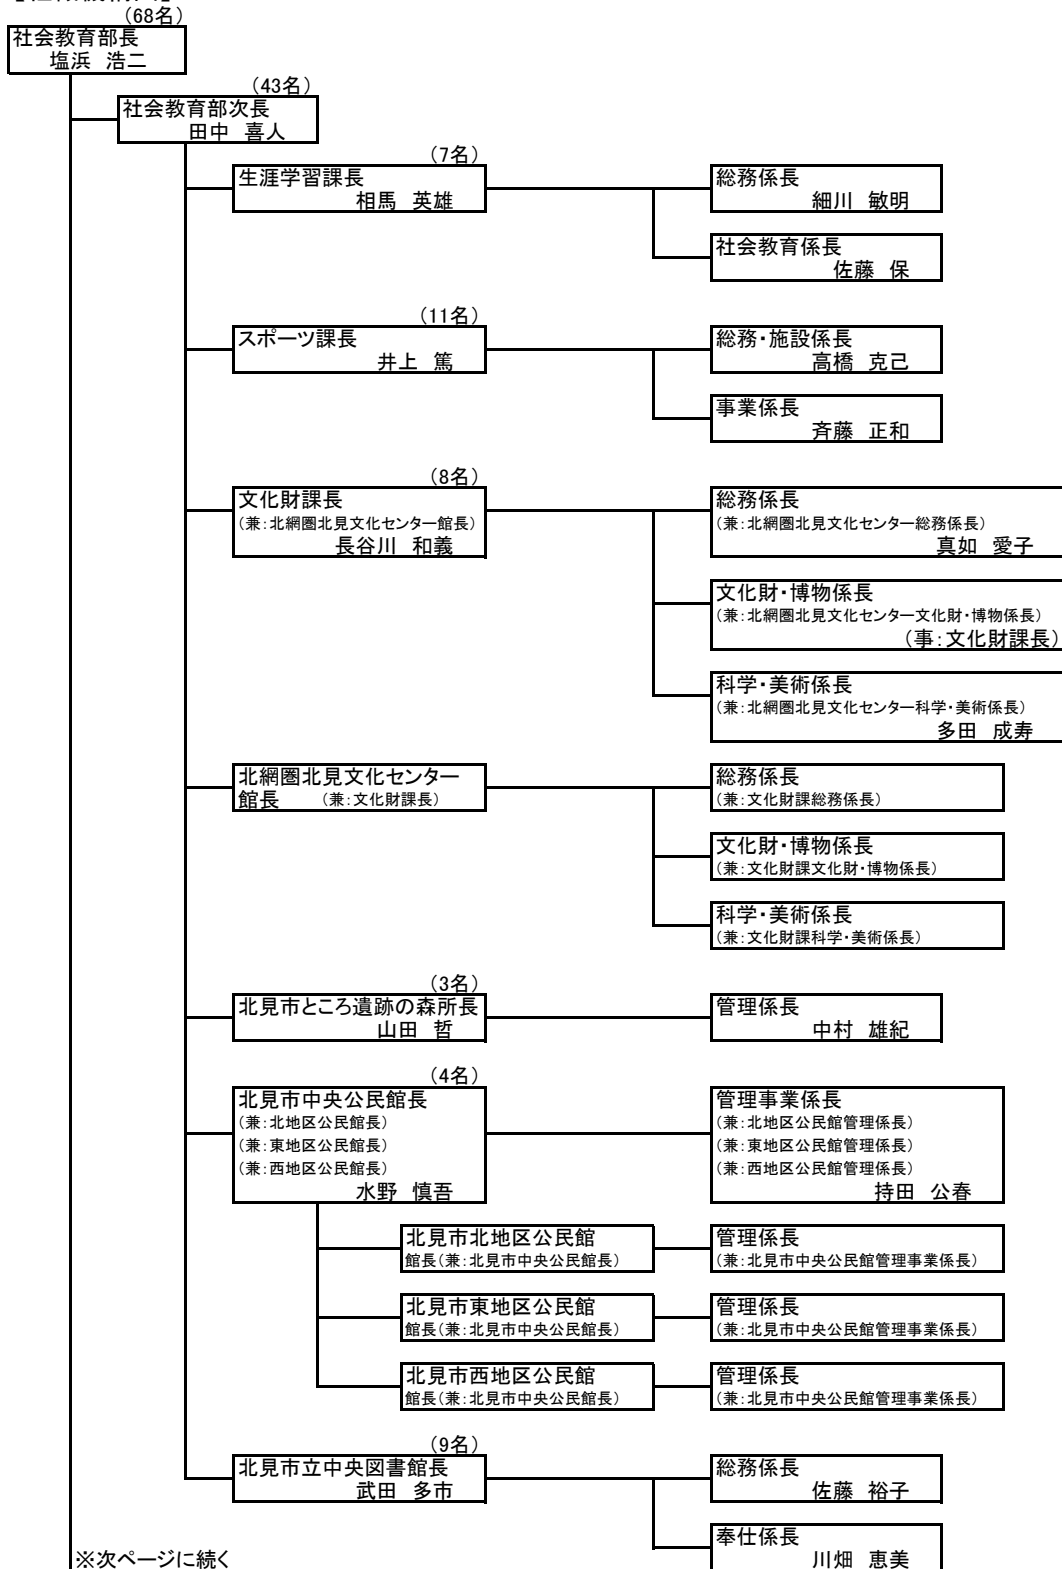 (68名)
社会教育部長
塩浜 浩二
(43名)
社会教育部次長
田中 喜人
(7名)
生涯学習課長
相馬 英雄
総務係長
細川 敏明
社会教育係長
佐藤 保
(11名)
スポーツ課長
井上 篤
総務・施設係長
高橋 克己
事業係長
斉藤 正和
(8名)
文化財課長
(兼:北網圏北見文化センター館長)
長谷川 和義
総務係長
(兼:北網圏北見文化センター総務係長)
真如 愛子
文化財・博物係長
(兼:北網圏北見文化センター文化財・博物係長)
(事:文化財課長)
科学・美術係長
(兼:北網圏北見文化センター科学・美術係長)
多田 成寿
北網圏北見文化センター
館長 (兼:文化財課長)
総務係長
(兼:文化財課総務係長)
文化財・博物係長
(兼:文化財課文化財・博物係長)
科学・美術係長
(兼:文化財課科学・美術係長)
(3名)
北見市ところ遺跡の森所長
山田 哲
管理係長
中村 雄紀
(4名)
北見市中央公民館長
(兼:北地区公民館長)
(兼:東地区公民館長)
(兼:西地区公民館長)
水野 慎吾
管理事業係長
(兼:北地区公民館管理係長)
(兼:東地区公民館管理係長)
(兼:西地区公民館管理係長)
持田 公春
北見市北地区公民館
館長(兼:北見市中央公民館長)
管理係長
(兼:北見市中央公民館管理事業係長)
北見市東地区公民館
館長(兼:北見市中央公民館長)
管理係長
(兼:北見市中央公民館管理事業係長)
北見市西地区公民館
館長(兼:北見市中央公民館長)
管理係長
(兼:北見市中央公民館管理事業係長)
(9名)
北見市立中央図書館長
武田 多市
総務係長
佐藤 裕子
奉仕係長
川畑 恵美
※次ページに続く